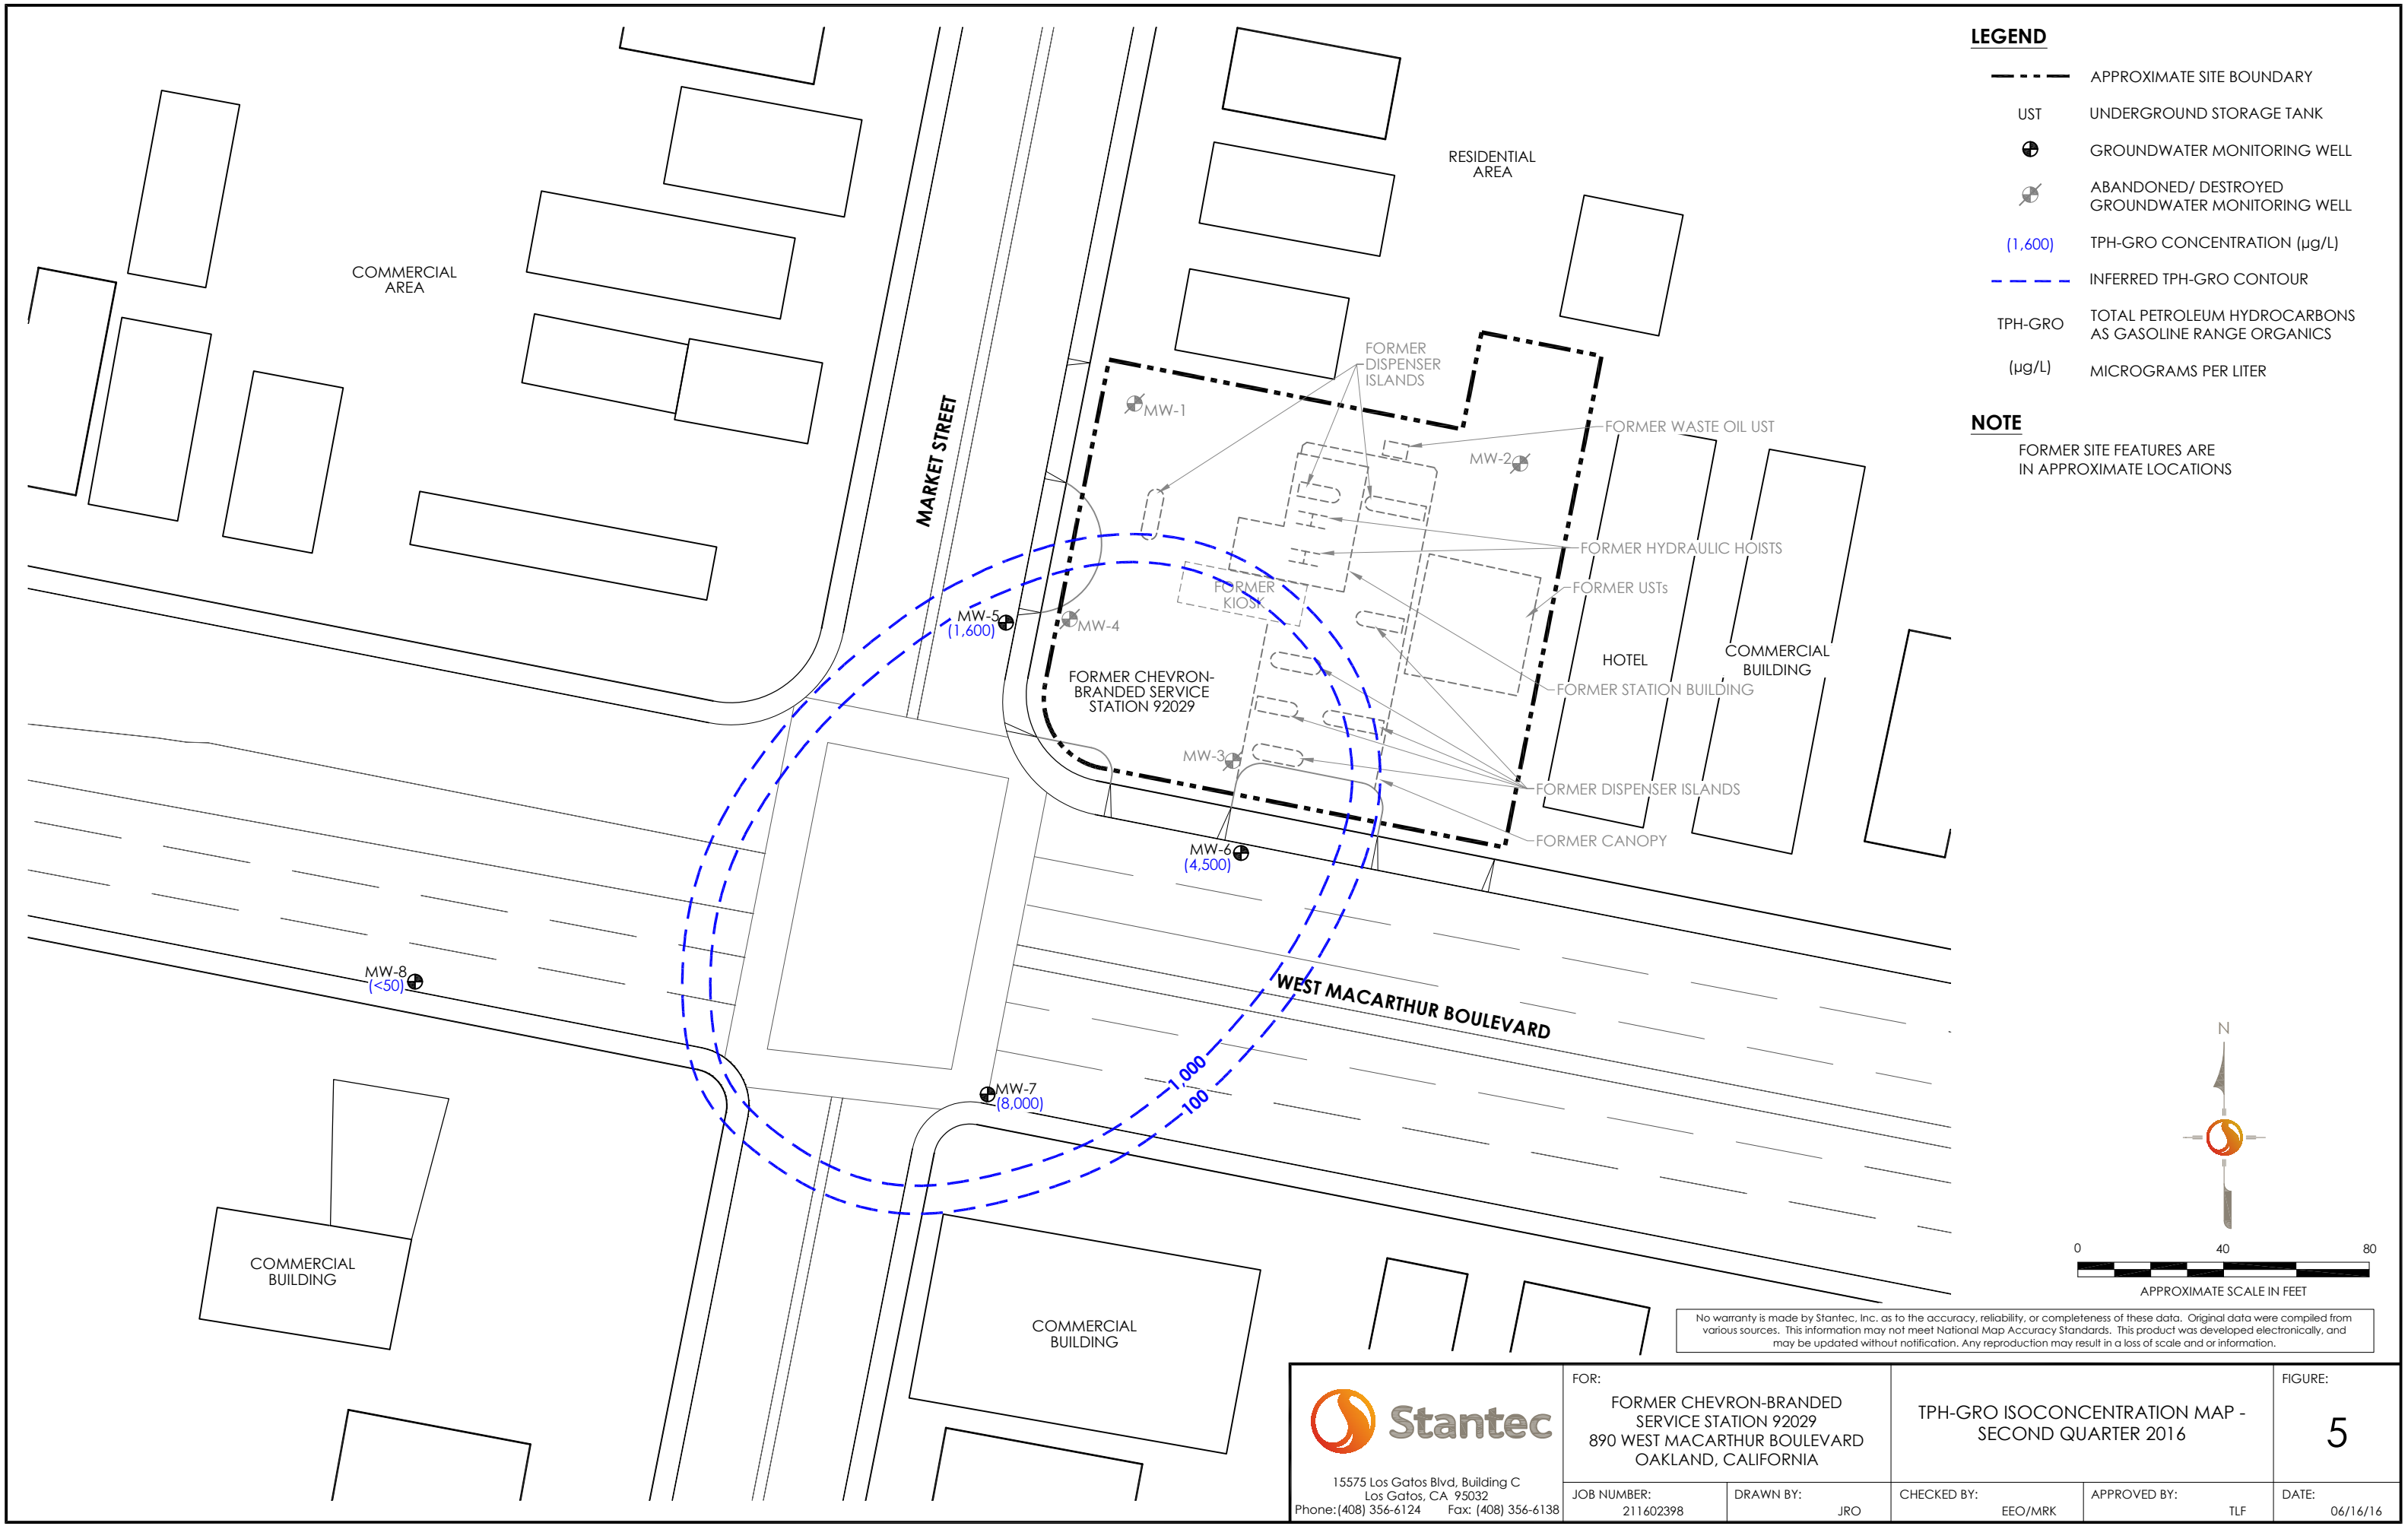 LEGEND
APPROXIMATE SITE BOUNDARY
UST
UNDERGROUND STORAGE TANK
GROUNDWATER MONITORING WELL
ABANDONED/ DESTROYED
GROUNDWATER MONITORING WELL
(1,600)
TPH-GRO CONCENTRATION (µg/L)
INFERRED TPH-GRO CONTOUR
TPH-GRO
TOTAL PETROLEUM HYDROCARBONS
AS GASOLINE RANGE ORGANICS
(µg/L)
MICROGRAMS PER LITER
NOTE
FORMER SITE FEATURES ARE
IN APPROXIMATE LOCATIONS
RESIDENTIAL
AREA
COMMERCIAL
AREA
MARKET STREET
FORMER
DISPENSER
ISLANDS
MW-1
FORMER WASTE OIL UST
MW-2
FORMER HYDRAULIC HOISTS
FORMER
KIOSK
FORMER USTs
MW-5
(1,600)
MW-4
HOTEL
COMMERCIAL
BUILDING
FORMER CHEVRON-
BRANDED SERVICE
STATION 92029
FORMER STATION BUILDING
MW-3
FORMER DISPENSER ISLANDS
FORMER CANOPY
MW-6
(4,500)
MW-8
(<50)
WEST MACARTHUR BOULEVARD
MW-7
(8,000)
1,000
100
COMMERCIAL
BUILDING
COMMERCIAL
BUILDING
N
0 40 80
APPROXIMATE SCALE IN FEET
No warranty is made by Stantec, Inc. as to the accuracy, reliability, or completeness of these data. Original data were compiled from
various sources. This information may not meet National Map Accuracy Standards. This product was developed electronically, and
may be updated without notification. Any reproduction may result in a loss of scale and or information.
Stantec
15575 Los Gatos Blvd, Building C
Los Gatos, CA 95032
Phone:(408) 356-6124 Fax: (408) 356-6138
FOR:
FORMER CHEVRON-BRANDED
SERVICE STATION 92029
890 WEST MACARTHUR BOULEVARD
OAKLAND, CALIFORNIA
TPH-GRO ISOCONCENTRATION MAP -
SECOND QUARTER 2016
FIGURE:
5
JOB NUMBER:
211602398
DRAWN BY:
JRO
CHECKED BY:
EEO/MRK
APPROVED BY:
TLF
DATE:
06/16/16